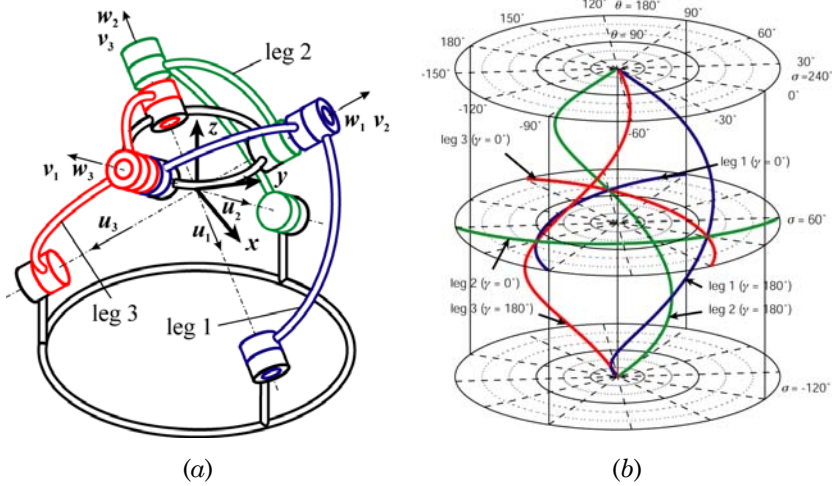 w₂
v₃
leg 2
z
w₁ v₂
v₁ w₃
y
u₃
u₂
u₁
x
leg 3
leg 1
(a)
120° θ = 180° 90°
150° 60°
180° θ = 90°
-150° 30°
σ = 240°
0°
-120°
-90° -60° -30°
leg 3 (γ = 0°)
leg 1 (γ = 0°)
σ = 60°
leg 2 (γ = 0°) leg 1 (γ = 180°)
leg 3 (γ = 180°) leg 2 (γ = 180°)
σ = -120°
(b)